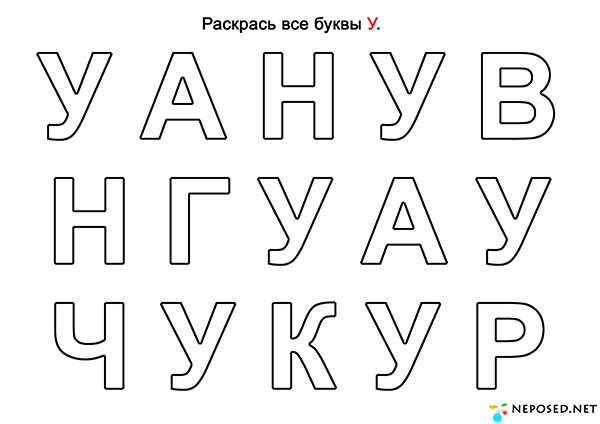 Раскрась все буквы У.
У А Н У В
Н Г У А У
Ч У К У Р
NEPOSED.NET